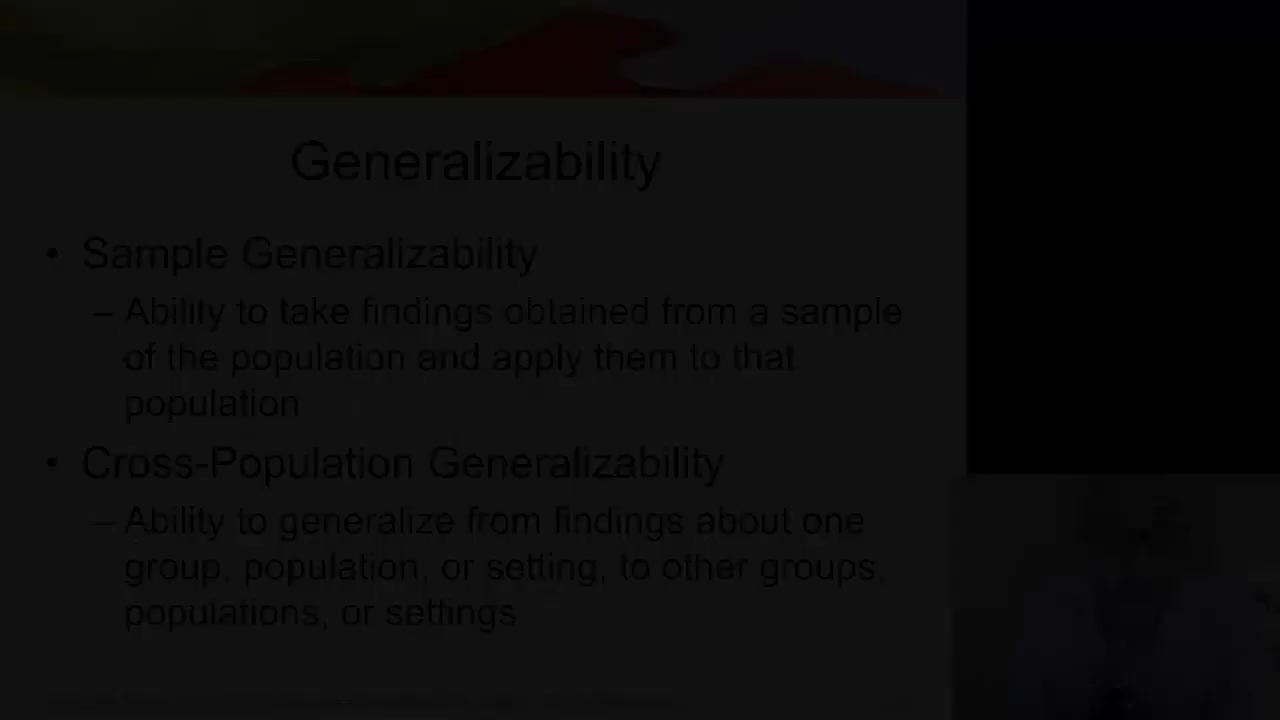 Generalizability
• Sample Generalizability
– Ability to take findings obtained from a sample
of the population and apply them to that
population
• Cross-Population Generalizability
– Ability to generalize from findings about one
group, population, or setting, to other groups,
populations, or settings